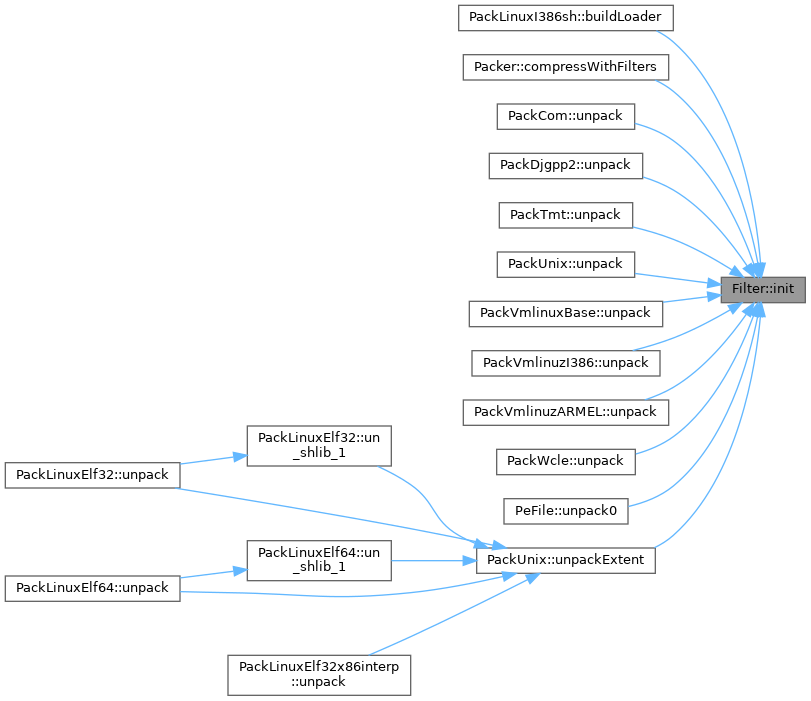 PackLinuxI386sh::buildLoader
Packer::compressWithFilters
PackCom::unpack
PackDjgpp2::unpack
PackTmt::unpack
PackUnix::unpack
Filter::init
PackVmlinuxBase::unpack
PackVmlinuzI386::unpack
PackVmlinuzARMEL::unpack
PackLinuxElf32::un
_shlib_1
PackWcle::unpack
PackLinuxElf32::unpack
PeFile::unpack0
PackLinuxElf64::un
_shlib_1
PackUnix::unpackExtent
PackLinuxElf64::unpack
PackLinuxElf32x86interp
::unpack